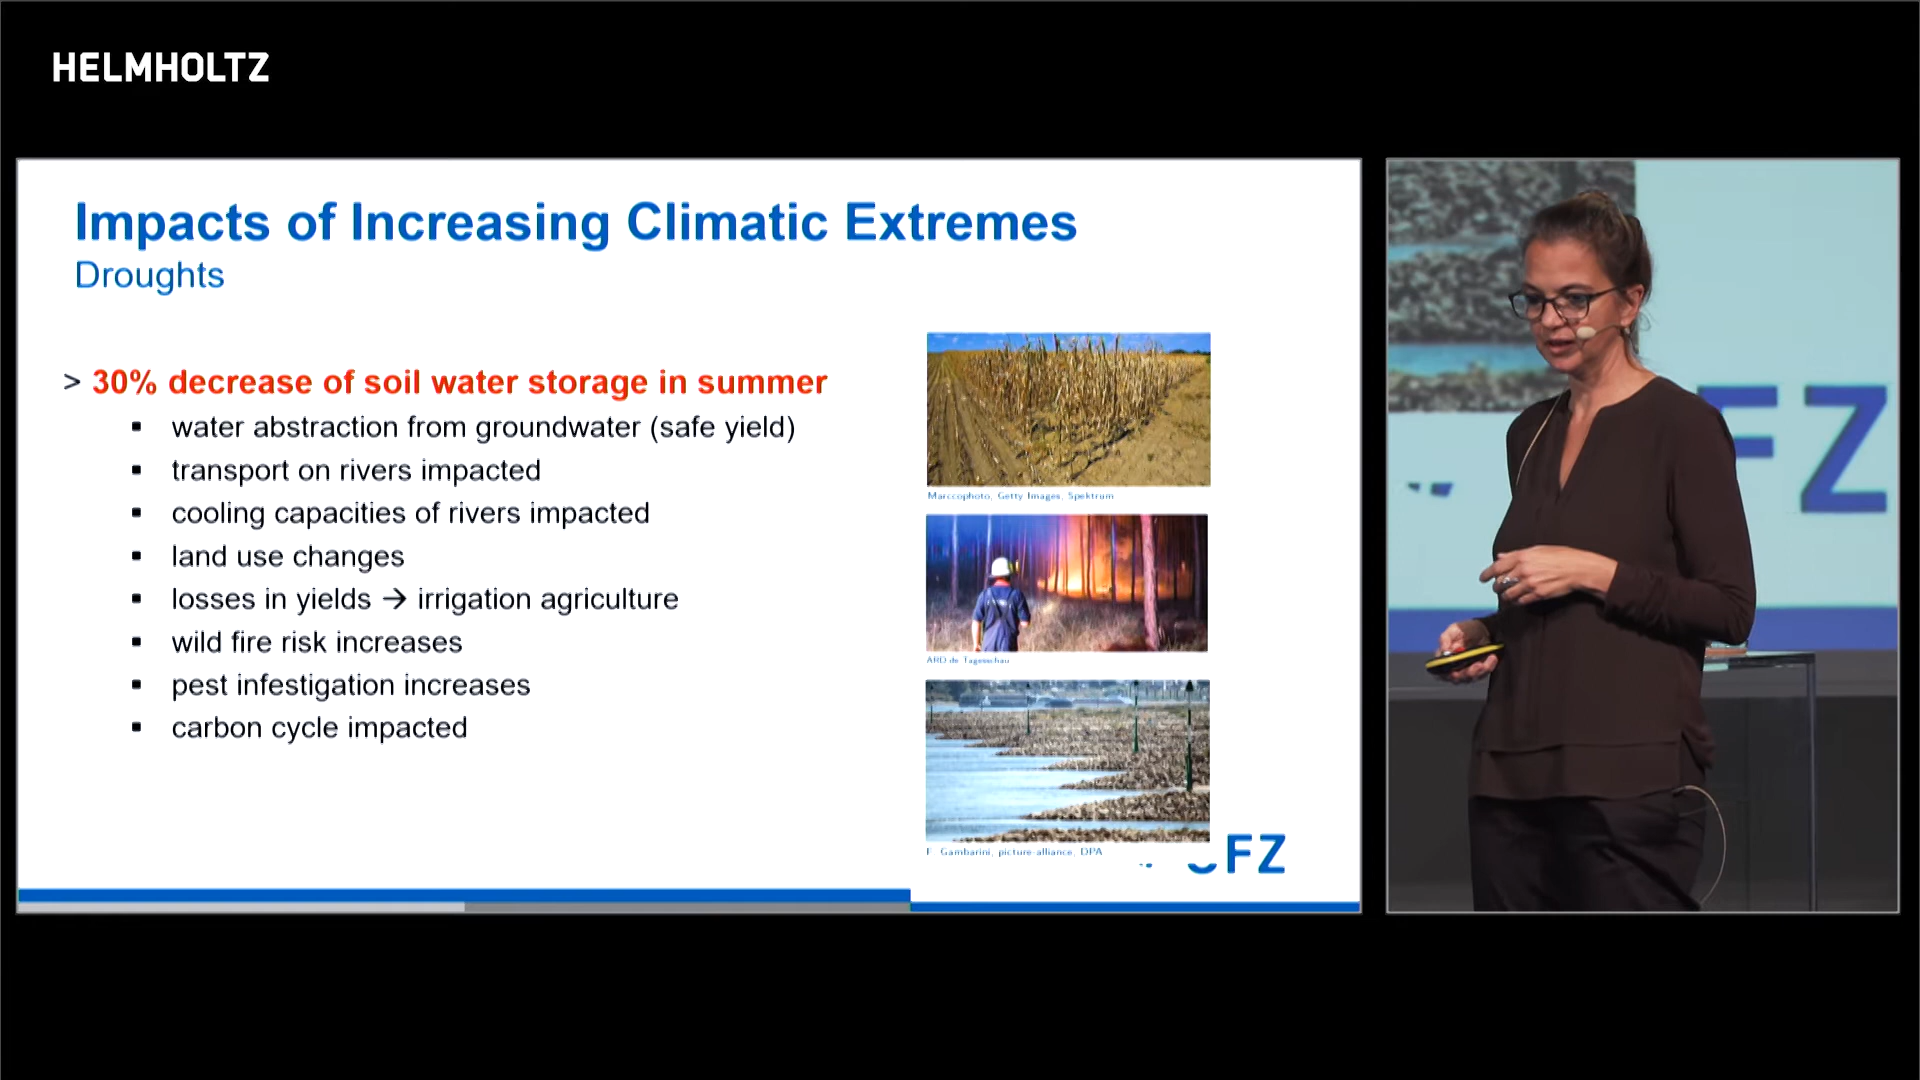 HELMHOLTZ
Impacts of Increasing Climatic Extremes
Droughts
> 30% decrease of soil water storage in summer
▪ water abstraction from groundwater (safe yield)
▪ transport on rivers impacted
▪ cooling capacities of rivers impacted
▪ land use changes
▪ losses in yields → irrigation agriculture
▪ wild fire risk increases
▪ pest infestigation increases
▪ carbon cycle impacted
Marccophoto, Getty Images, Spektrum
ARD.de Tagesschau
F. Gambarini, picture-alliance, DPA
UFZ
FZ